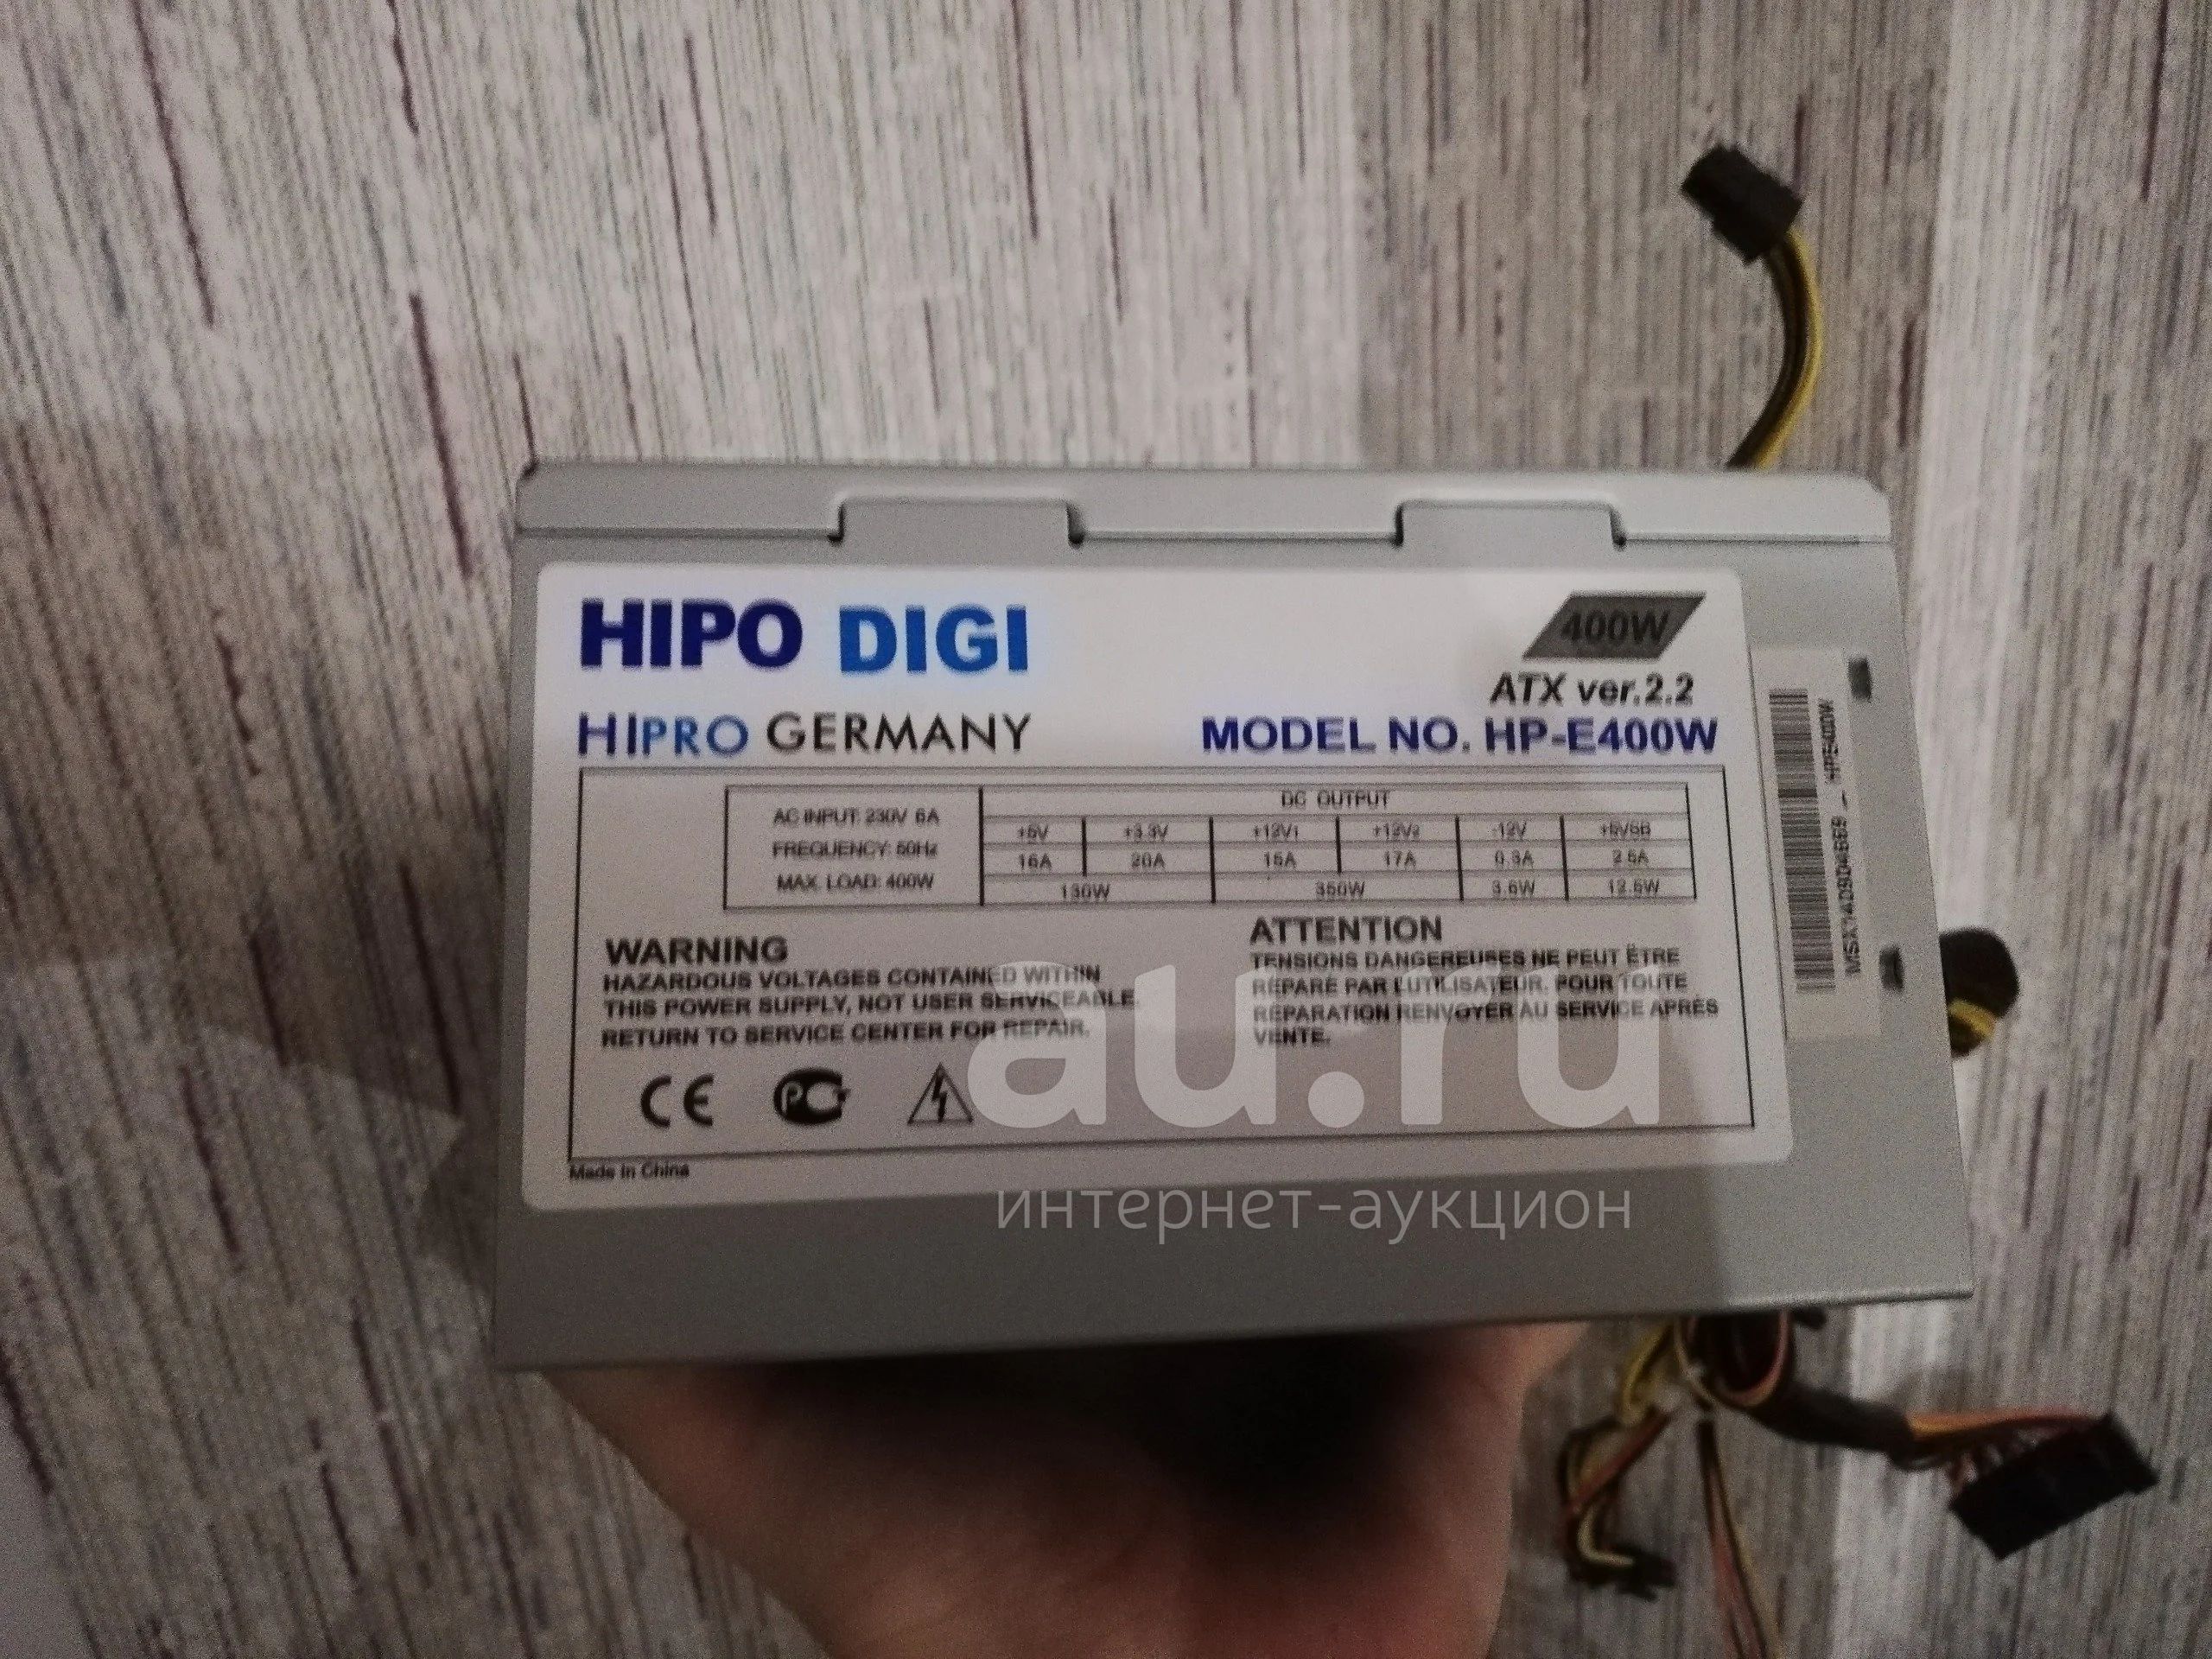 HIPO DIGI
400W
ATX ver.2.2
HIPRO GERMANY
MODEL NO. HP-E400W
AC INPUT: 230V 6A
FREQUENCY: 50Hz
MAX. LOAD: 400W
DC OUTPUT
+5V +3.3V +12V1 +12V2 -12V +5VSB
16A 20A 15A 17A 0.3A 2.5A
130W 350W 3.6W 12.5W
WARNING
HAZARDOUS VOLTAGES CONTAINED WITHIN
THIS POWER SUPPLY, NOT USER SERVICEABLE.
RETURN TO SERVICE CENTER FOR REPAIR.
ATTENTION
TENSIONS DANGEREUSES NE PEUT ËTRE
RÉPARÉ PAR L'UTILISATEUR. POUR TOUTE
RÉPARATION RENVOYER AU SERVICE APRÈS
VENTE.
CE
Made In China
HPE400W
au.ru
интернет-аукцион